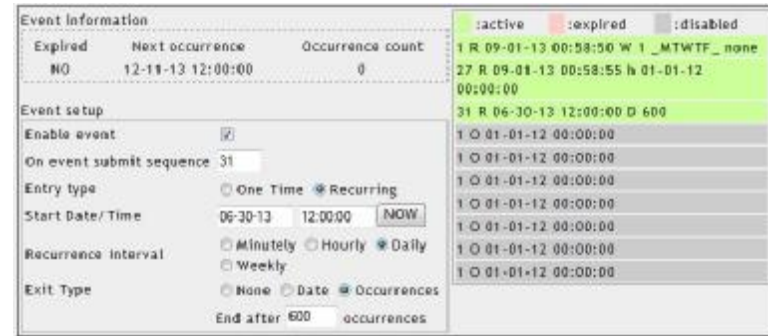 Event Information
Expired Next occurrence Occurrence count
NO 12-11-13 12:00:00 0
Event setup
Enable event
On event submit sequence 31
Entry type One Time Recurring
Start Date/Time 06-30-13 12:00:00 NOW
Recurrence Interval Minutely Hourly Daily
Weekly
Exit Type None Date Occurrences
End after 600 occurrences
:active :expired :disabled
1 R 09-01-13 00:58:50 W 1 _MTWTF_ none
27 R 09-01-13 00:58:55 h 01-01-12
00:00:00
31 R 06-30-13 12:00:00 D 600
1 O 01-01-12 00:00:00
1 O 01-01-12 00:00:00
1 O 01-01-12 00:00:00
1 O 01-01-12 00:00:00
1 O 01-01-12 00:00:00
1 O 01-01-12 00:00:00
1 O 01-01-12 00:00:00